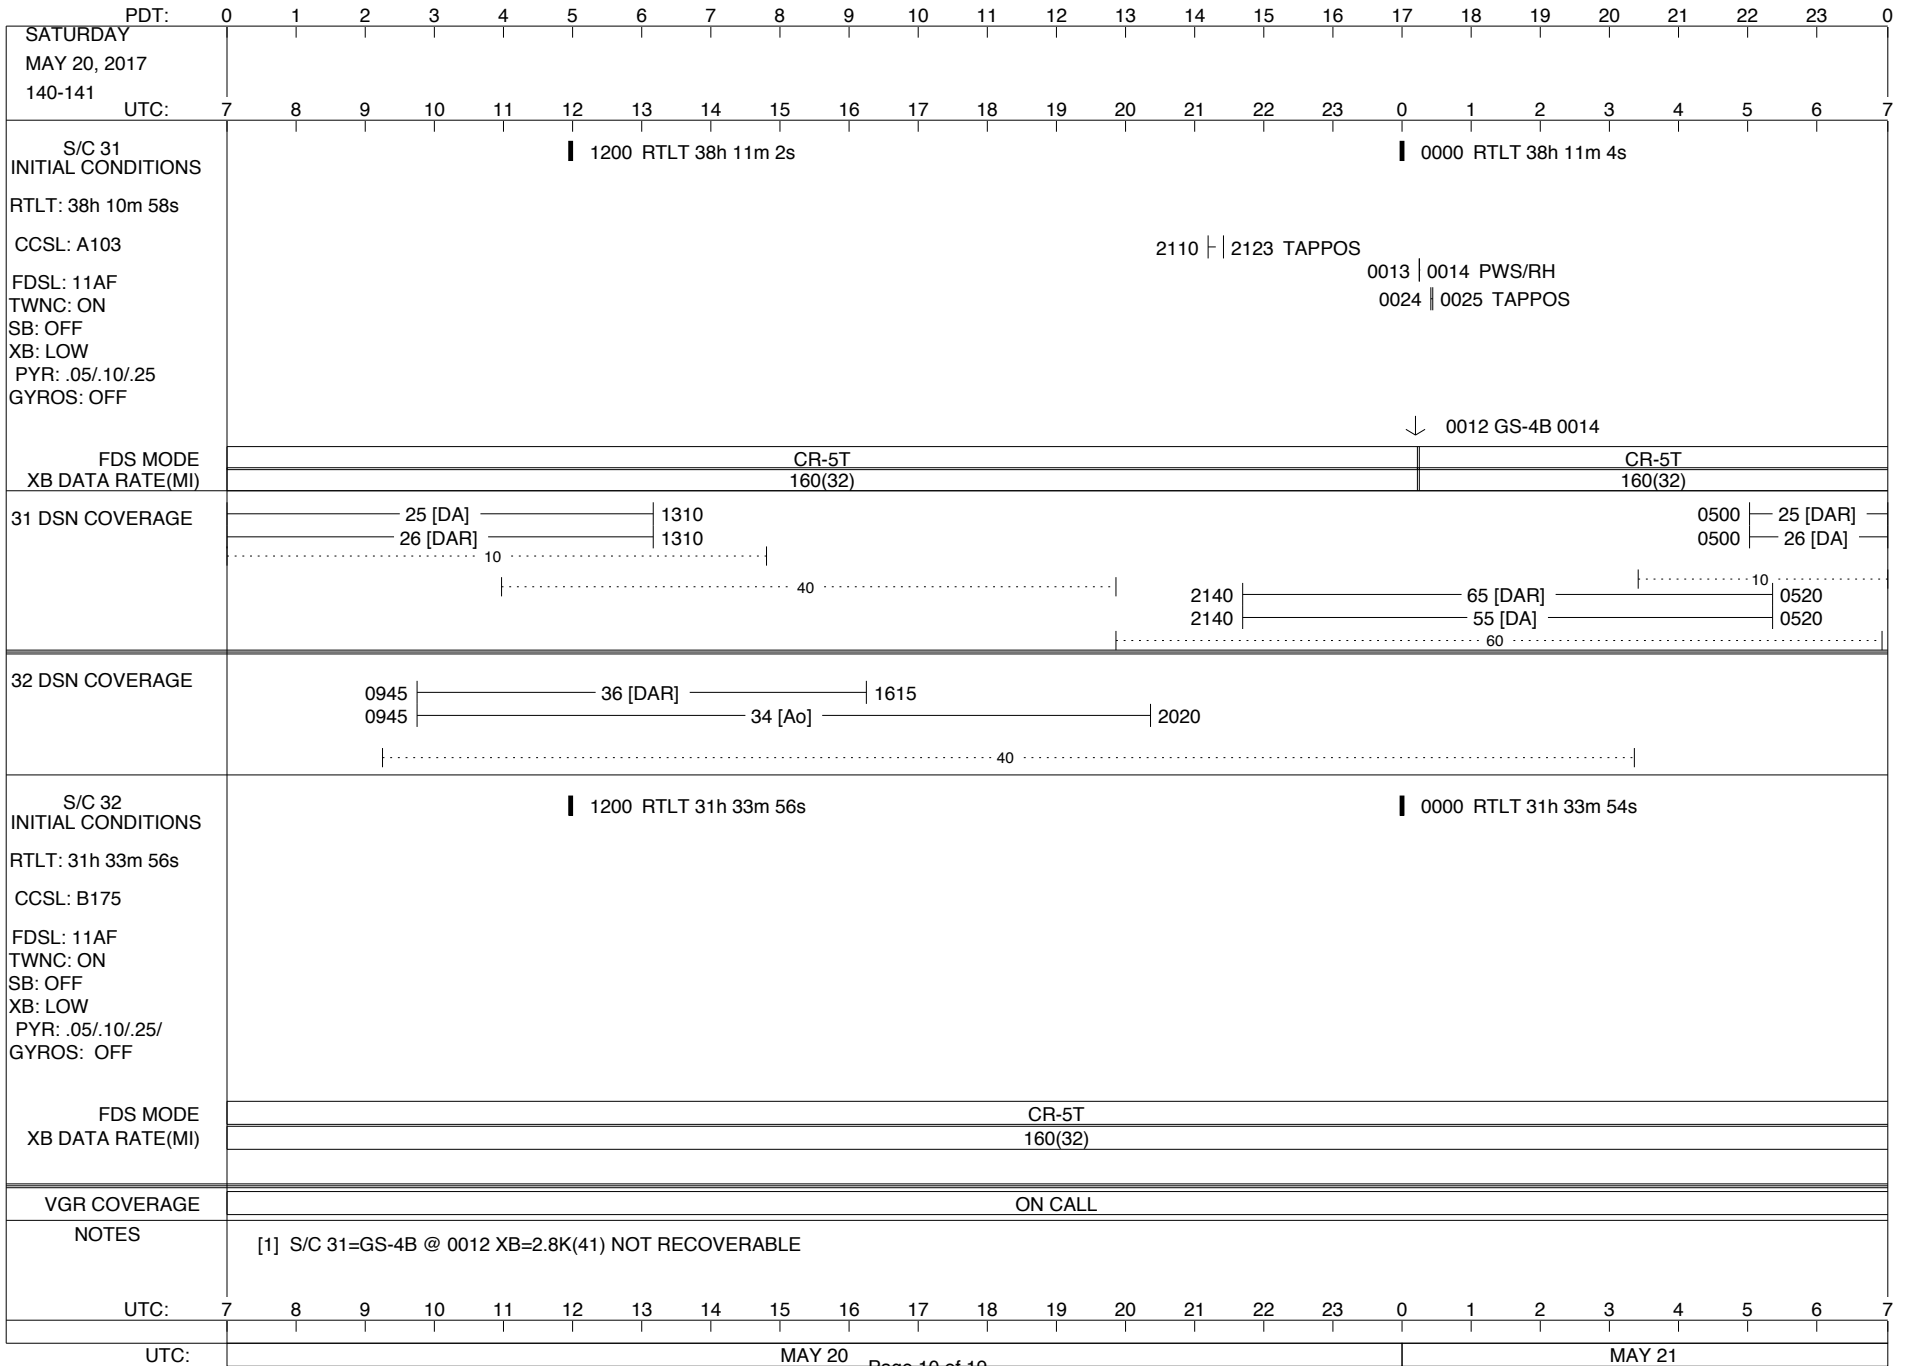 PDT: 0 1 2 3 4 5 6 7 8 9 10 11 12 13 14 15 16 17 18 19 20 21 22 23 0
SATURDAY
MAY 20, 2017
140-141
UTC: 7 8 9 10 11 12 13 14 15 16 17 18 19 20 21 22 23 0 1 2 3 4 5 6 7
S/C 31
INITIAL CONDITIONS
1200 RTLT 38h 11m 2s
0000 RTLT 38h 11m 4s
RTLT: 38h 10m 58s
CCSL: A103
2110 2123 TAPPOS
0013 0014 PWS/RH
FDSL: 11AF
0024 0025 TAPPOS
TWNC: ON
SB: OFF
XB: LOW
PYR: .05/.10/.25
GYROS: OFF
0012 GS-4B 0014
FDS MODE CR-5T CR-5T
XB DATA RATE(MI) 160(32) 160(32)
31 DSN COVERAGE
25 [DA] 1310
0500 25 [DAR]
26 [DAR] 1310
0500 26 [DA]
10
10
40
2140 65 [DAR] 0520
2140 55 [DA] 0520
60
32 DSN COVERAGE
0945 36 [DAR] 1615
0945 34 [Ao] 2020
40
S/C 32
INITIAL CONDITIONS
1200 RTLT 31h 33m 56s
0000 RTLT 31h 33m 54s
RTLT: 31h 33m 56s
CCSL: B175
FDSL: 11AF
TWNC: ON
SB: OFF
XB: LOW
PYR: .05/.10/.25/
GYROS: OFF
FDS MODE CR-5T
XB DATA RATE(MI) 160(32)
VGR COVERAGE ON CALL
NOTES
[1] S/C 31=GS-4B @ 0012 XB=2.8K(41) NOT RECOVERABLE
UTC: 7 8 9 10 11 12 13 14 15 16 17 18 19 20 21 22 23 0 1 2 3 4 5 6 7
UTC: MAY 20 MAY 21
Page 10 of 10